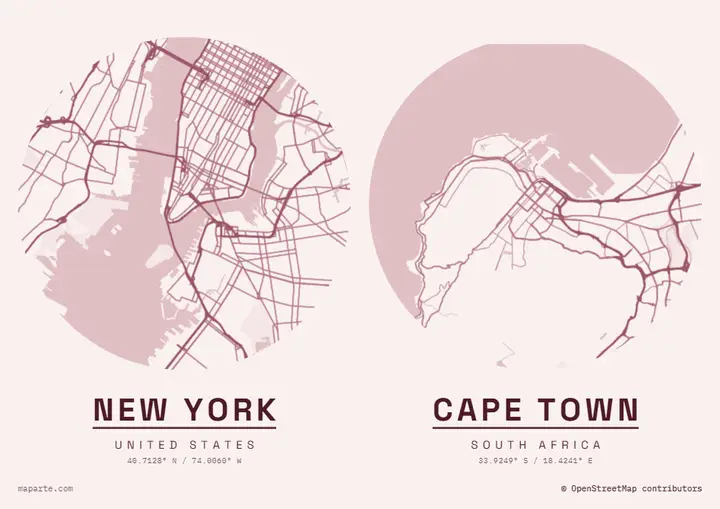 NEW YORK
UNITED STATES
40.7128° N / 74.0060° W
CAPE TOWN
SOUTH AFRICA
33.9249° S / 18.4241° E
maparte.com
© OpenStreetMap contributors